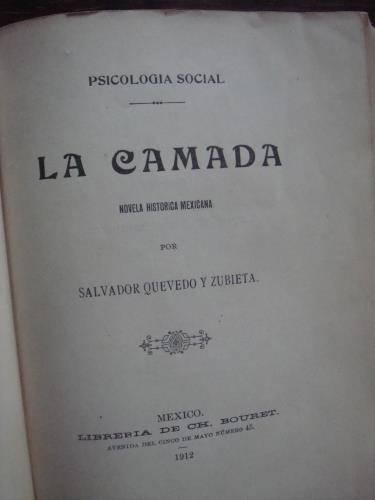 PSICOLOGIA SOCIAL
LA CAMADA
NOVELA HISTORICA MEXICANA
POR
SALVADOR QUEVEDO Y ZUBIETA.
MEXICO.
LIBRERIA DE CH. BOURET.
AVENIDA DEL CINCO DE MAYO NÚMERO 45.
1912